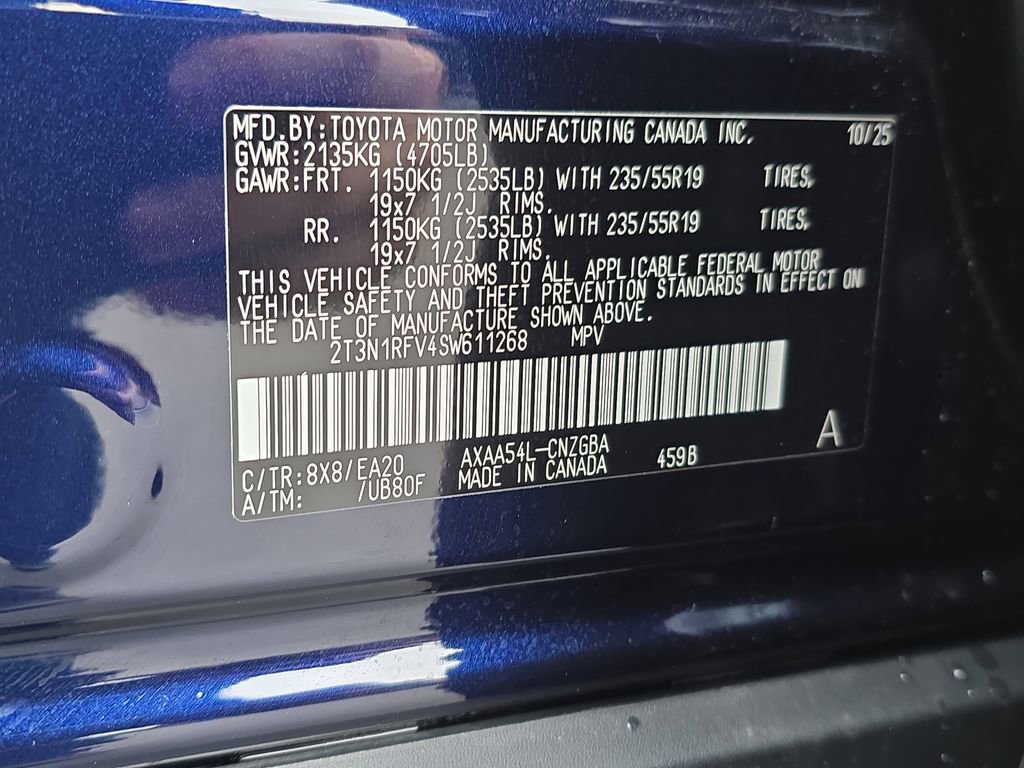 MFD.BY:TOYOTA MOTOR MANUFACTURING CANADA INC. 10/25
GVWR:2135KG (4705LB)
GAWR:FRT. 1150KG (2535LB) WITH 235/55R19 TIRES,
19x7 1/2J RIMS.
RR. 1150KG (2535LB) WITH 235/55R19 TIRES,
19x7 1/2J RIMS.
THIS VEHICLE CONFORMS TO ALL APPLICABLE FEDERAL MOTOR
VEHICLE SAFETY AND THEFT PREVENTION STANDARDS IN EFFECT ON
THE DATE OF MANUFACTURE SHOWN ABOVE.
2T3N1RFV4SW611268 MPV
A
C/TR:8X8/EA20 AXAA54L-CNZGBA 459B
A/TM: /UB80F MADE IN CANADA